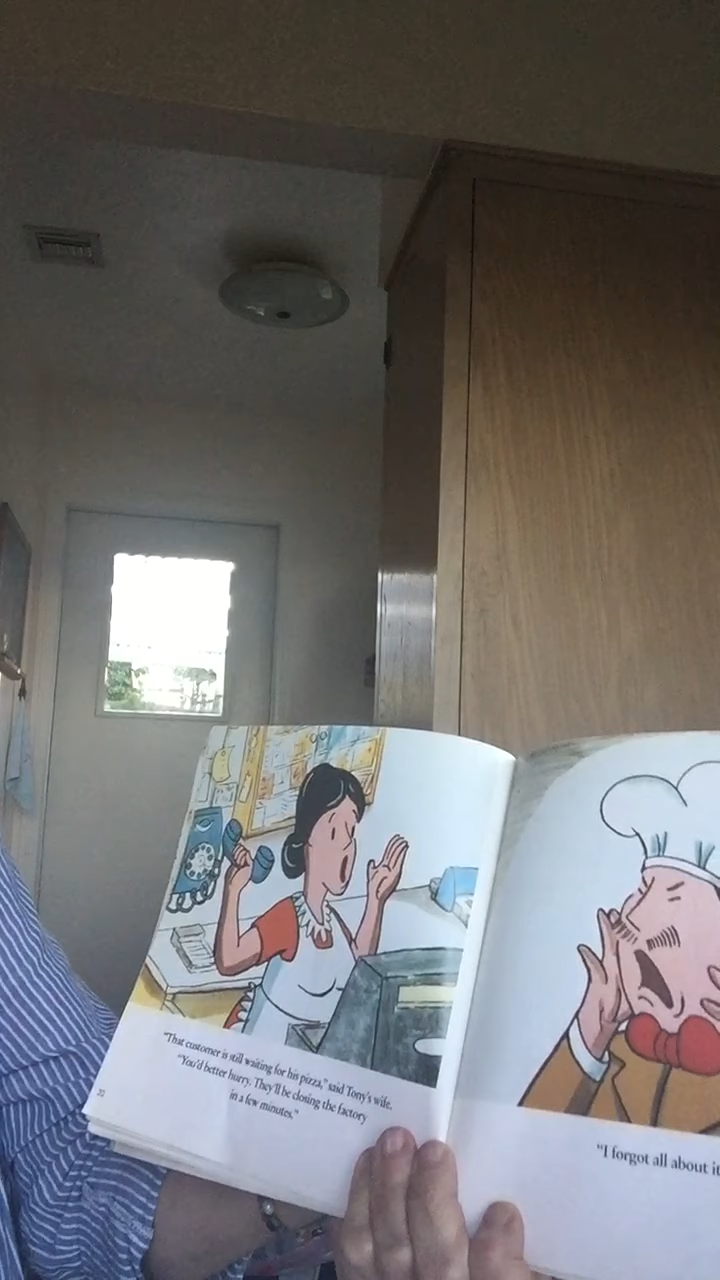 "That customer is still waiting for his pizza," said Tony's wife.
"You'd better hurry. They'll be closing the factory
in a few minutes."
20
"I forgot all about it